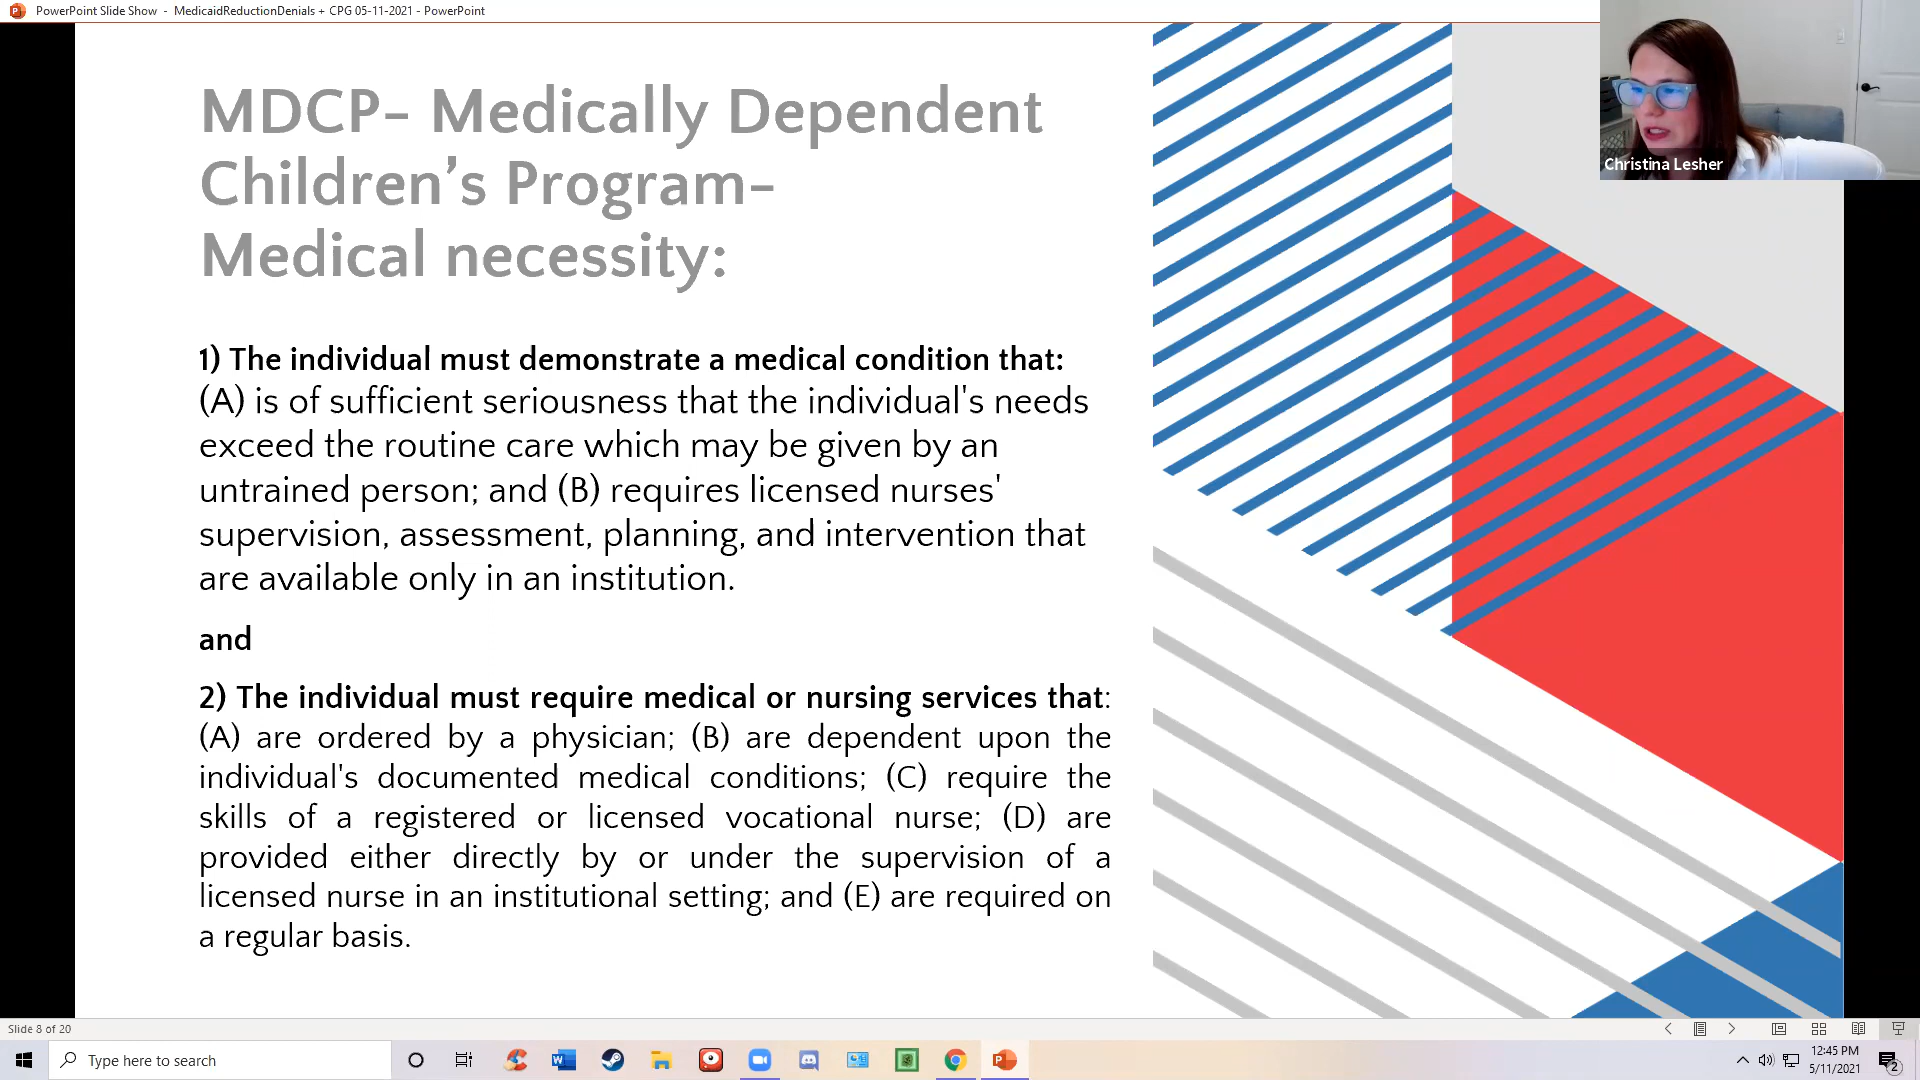 PowerPoint Slide Show - MedicaidReductionDenials + CPG 05-11-2021 - PowerPoint
MDCP- Medically Dependent
Children’s Program-
Medical necessity:
Christina Lesher
1) The individual must demonstrate a medical condition that:
(A) is of sufficient seriousness that the individual's needs
exceed the routine care which may be given by an
untrained person; and (B) requires licensed nurses'
supervision, assessment, planning, and intervention that
are available only in an institution.
and
2) The individual must require medical or nursing services that:
(A) are ordered by a physician; (B) are dependent upon the
individual's documented medical conditions; (C) require the
skills of a registered or licensed vocational nurse; (D) are
provided either directly by or under the supervision of a
licensed nurse in an institutional setting; and (E) are required on
a regular basis.
Slide 8 of 20
Type here to search
12:45 PM
5/11/2021
2